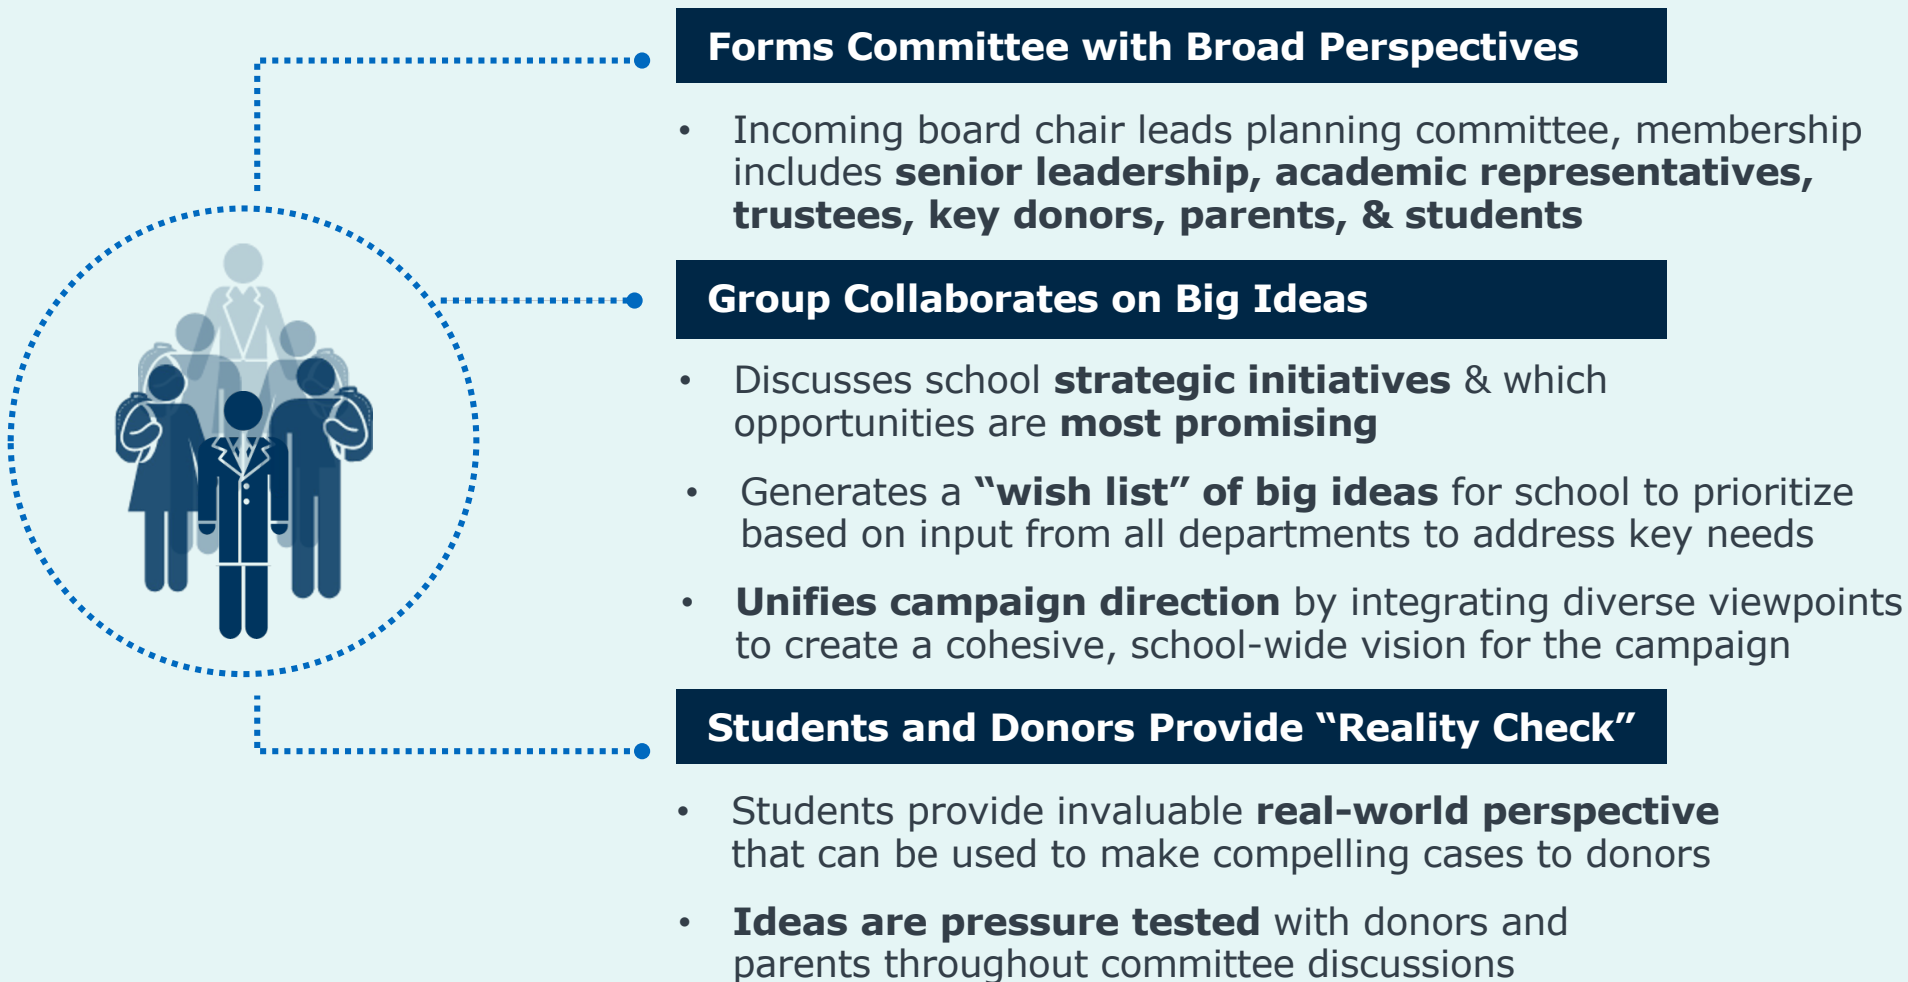 Forms Committee with Broad Perspectives
• Incoming board chair leads planning committee, membership
includes senior leadership, academic representatives,
trustees, key donors, parents, & students
Group Collaborates on Big Ideas
• Discusses school strategic initiatives & which
opportunities are most promising
• Generates a “wish list” of big ideas for school to prioritize
based on input from all departments to address key needs
• Unifies campaign direction by integrating diverse viewpoints
to create a cohesive, school-wide vision for the campaign
Students and Donors Provide “Reality Check”
• Students provide invaluable real-world perspective
that can be used to make compelling cases to donors
• Ideas are pressure tested with donors and
parents throughout committee discussions